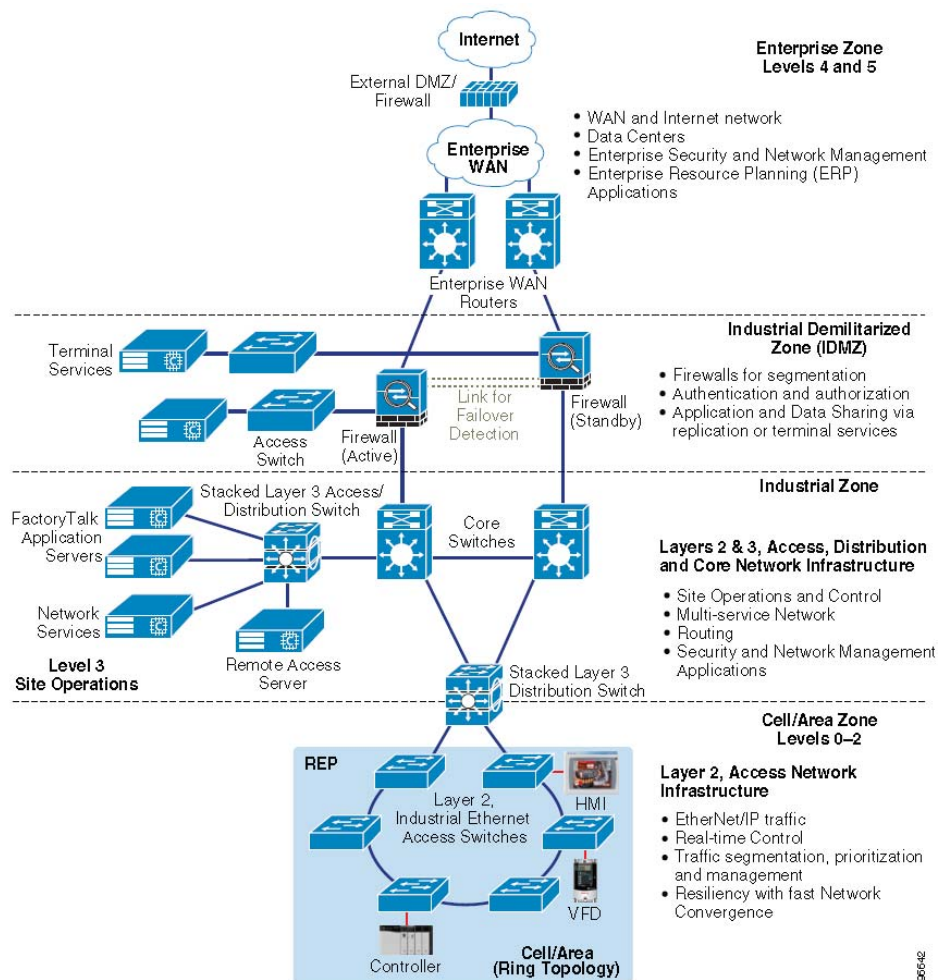 Internet
External DMZ/
Firewall
Enterprise
WAN
Enterprise WAN
Routers
Enterprise Zone
Levels 4 and 5
• WAN and Internet network
• Data Centers
• Enterprise Security and Network Management
• Enterprise Resource Planning (ERP)
Applications
Terminal
Services
Access
Switch
Firewall
(Active)
Link for
Failover
Detection
Firewall
(Standby)
Industrial Demilitarized
Zone (IDMZ)
• Firewalls for segmentation
• Authentication and authorization
• Application and Data Sharing via
replication or terminal services
Stacked Layer 3 Access/
Distribution Switch
FactoryTalk
Application
Servers
Network
Services
Level 3
Site Operations
Remote Access
Server
Core
Switches
Stacked Layer 3
Distribution Switch
Industrial Zone
Layers 2 & 3, Access, Distribution
and Core Network Infrastructure
• Site Operations and Control
• Multi-service Network
• Routing
• Security and Network Management
Applications
REP
Layer 2,
Industrial Ethernet
Access Switches
HMI
VFD
Controller
Cell/Area
(Ring Topology)
Cell/Area Zone
Levels 0–2
Layer 2, Access Network
Infrastructure
• EtherNet/IP traffic
• Real-time Control
• Traffic segmentation, prioritization
and management
• Resiliency with fast Network
Convergence